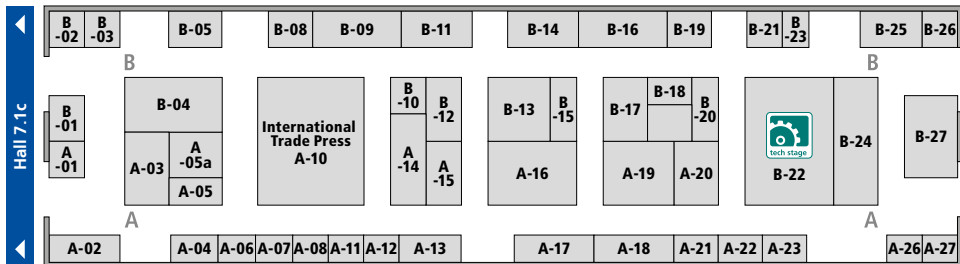 Hall 7.1c
B
-02
B
-03
B-05
B-08
B-09
B-11
B-14
B-16
B-19
B-21
B
-23
B-25
B-26
B
B
B
-01
A
-01
B-04
A-03
A
-05a
A-05
International
Trade Press
A-10
B
-10
B
-12
A
-14
A
-15
B-13
B
-15
A-16
B-17
B-18
B
-20
A-19
A-20
tech stage
B-22
B-24
B-27
A
A
A-02
A-04
A-06
A-07
A-08
A-11
A-12
A-13
A-17
A-18
A-21
A-22
A-23
A-26
A-27